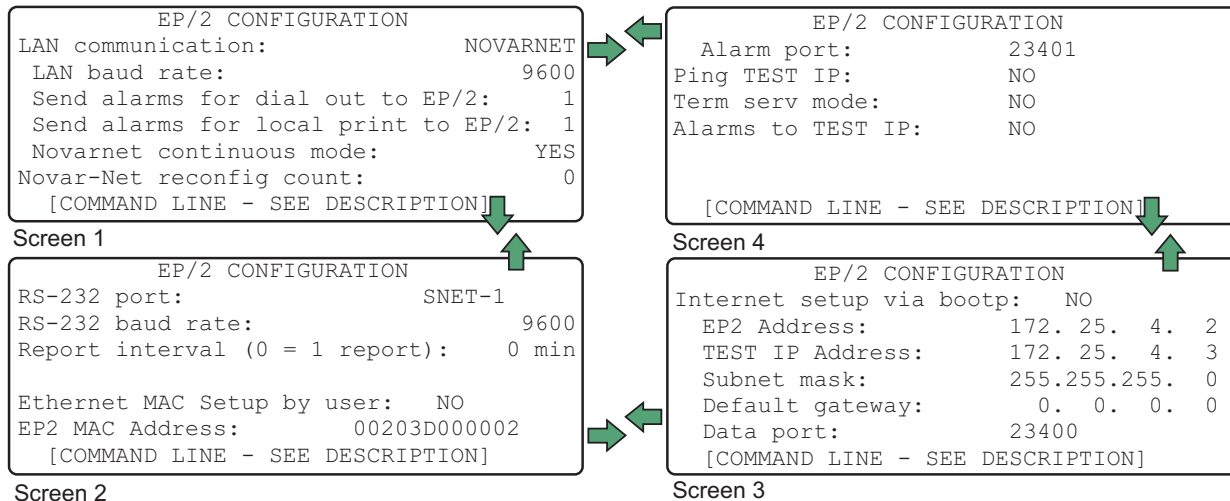 EP/2 CONFIGURATION
LAN communication: NOVARNET
LAN baud rate: 9600
Send alarms for dial out to EP/2: 1
Send alarms for local print to EP/2: 1
Novarnet continuous mode: YES
Novar-Net reconfig count: 0
[COMMAND LINE - SEE DESCRIPTION]
Screen 1
EP/2 CONFIGURATION
RS-232 port: SNET-1
RS-232 baud rate: 9600
Report interval (0 = 1 report): 0 min
Ethernet MAC Setup by user: NO
EP2 MAC Address: 00203D000002
[COMMAND LINE - SEE DESCRIPTION]
Screen 2
EP/2 CONFIGURATION
Internet setup via bootp: NO
EP2 Address: 172. 25. 4. 2
TEST IP Address: 172. 25. 4. 3
Subnet mask: 255.255.255. 0
Default gateway: 0. 0. 0. 0
Data port: 23400
[COMMAND LINE - SEE DESCRIPTION]
Screen 3
EP/2 CONFIGURATION
Alarm port: 23401
Ping TEST IP: NO
Term serv mode: NO
Alarms to TEST IP: NO
[COMMAND LINE - SEE DESCRIPTION]
Screen 4